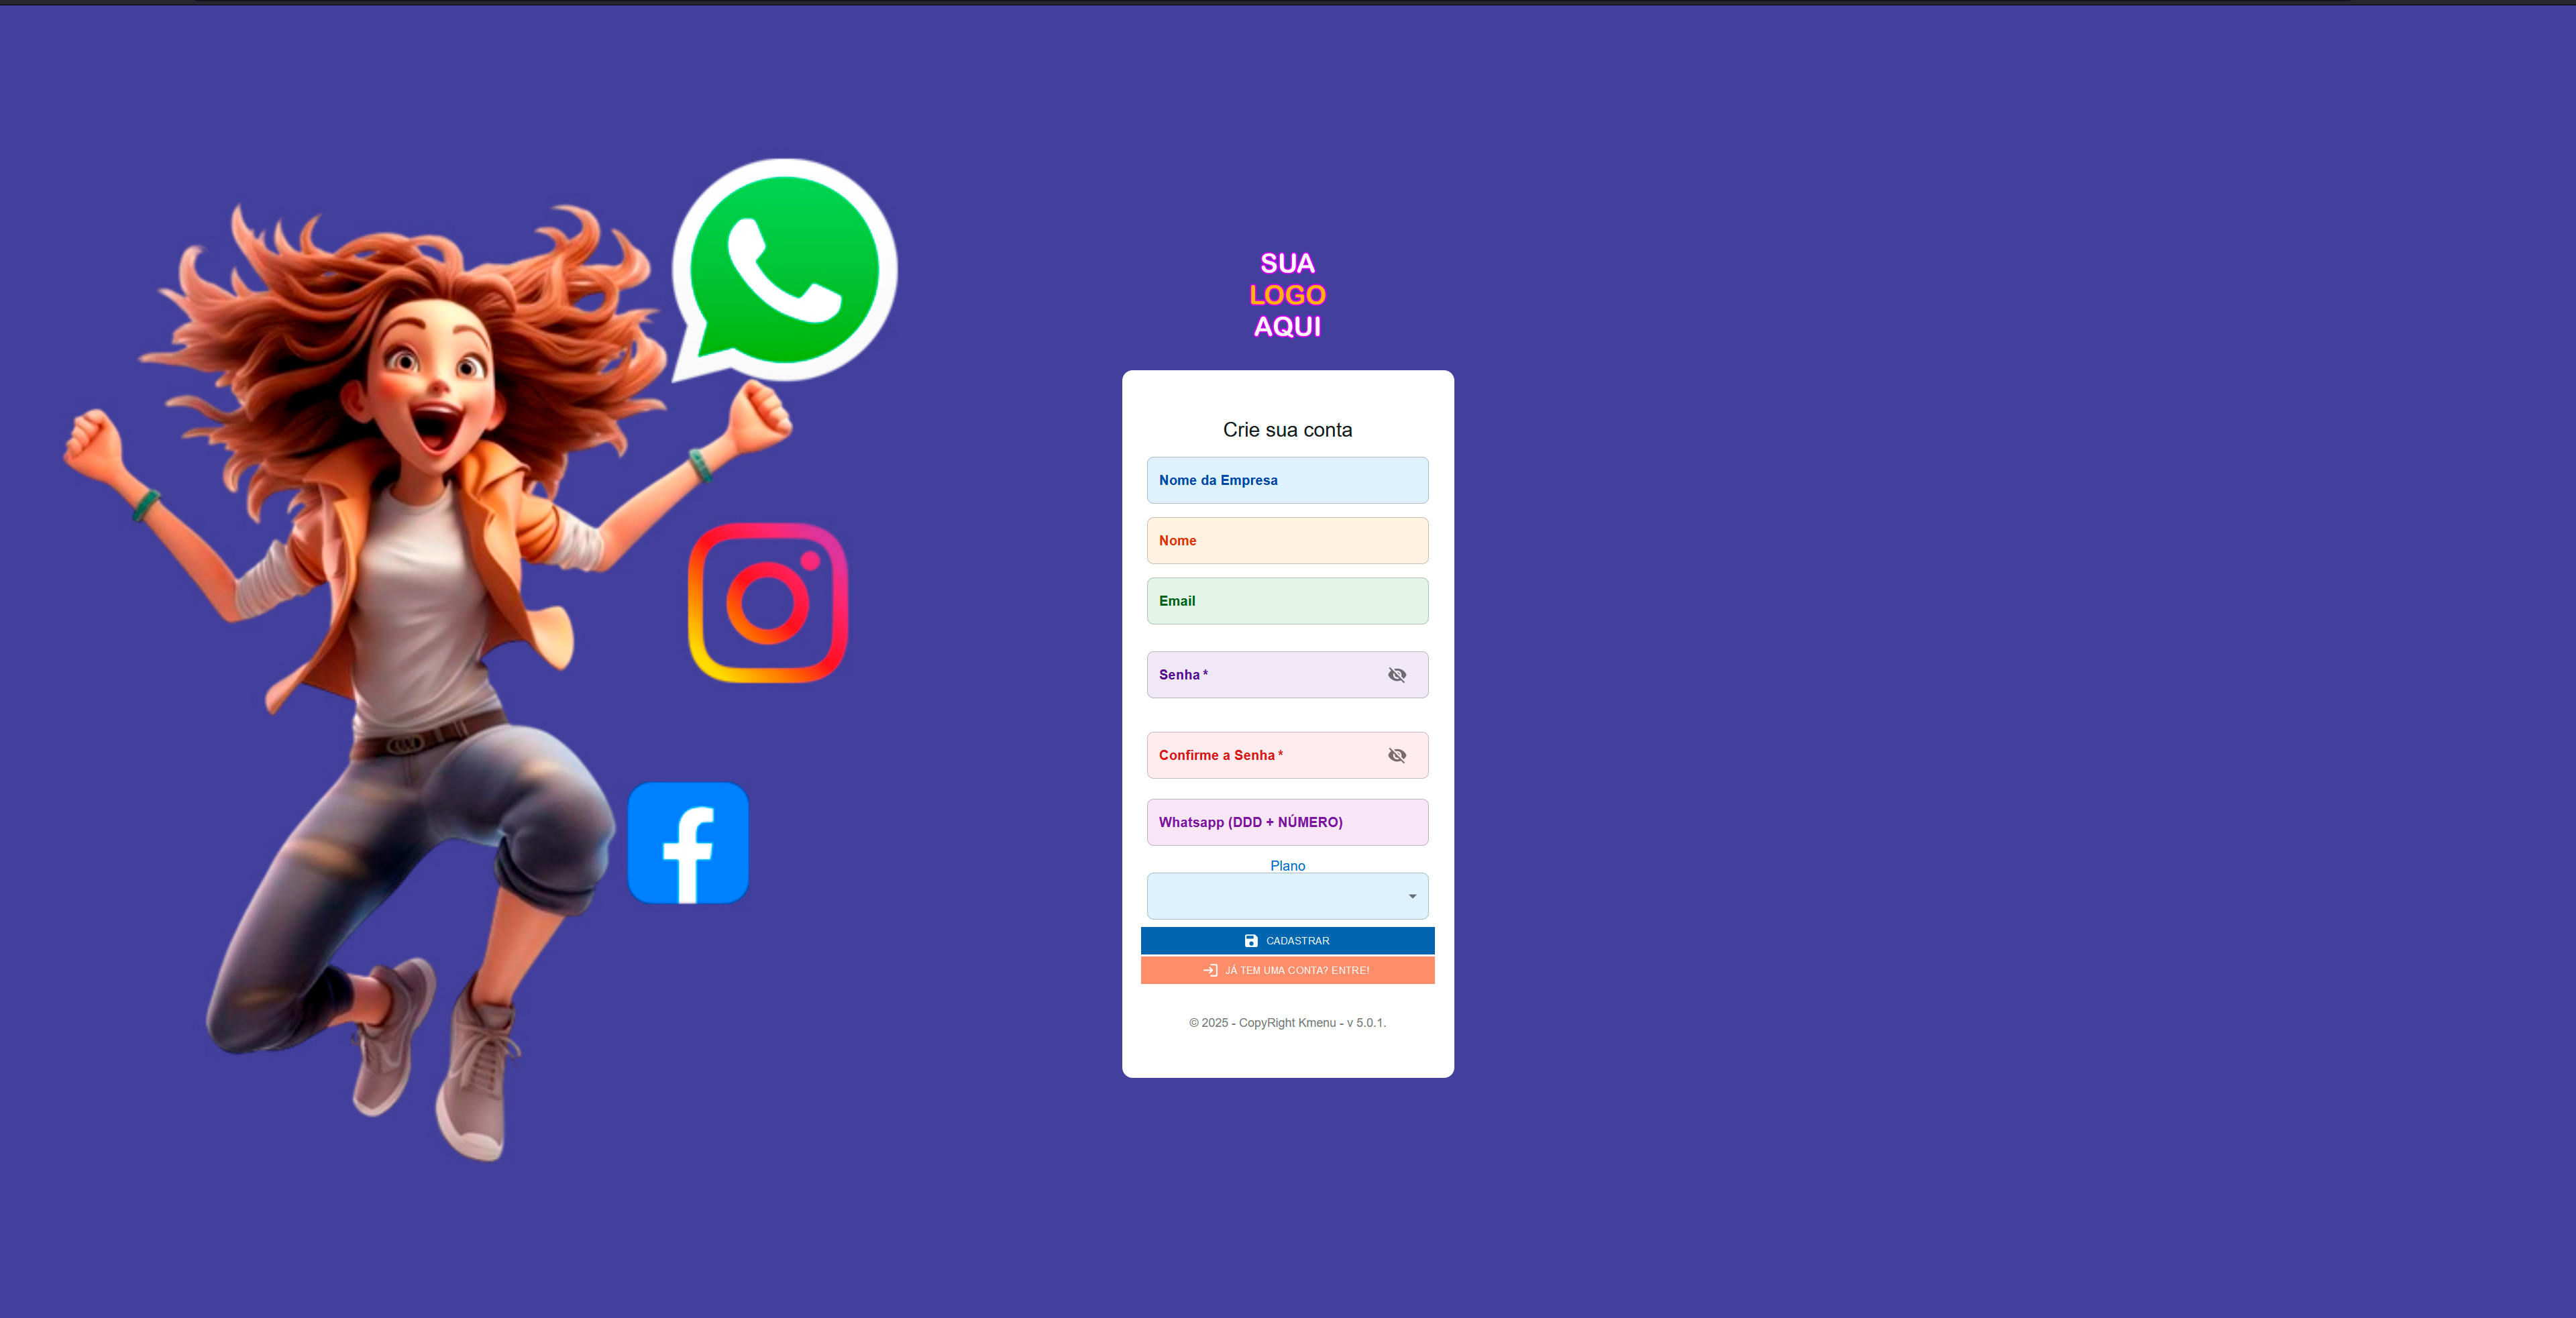 SUA
LOGO
AQUI
Crie sua conta
Nome da Empresa
Nome
Email
Senha *
Confirme a Senha *
Whatsapp (DDD + NÚMERO)
Plano
CADASTRAR
JÁ TEM UMA CONTA? ENTRE!
© 2025 - CopyRight Kmenu - v 5.0.1.